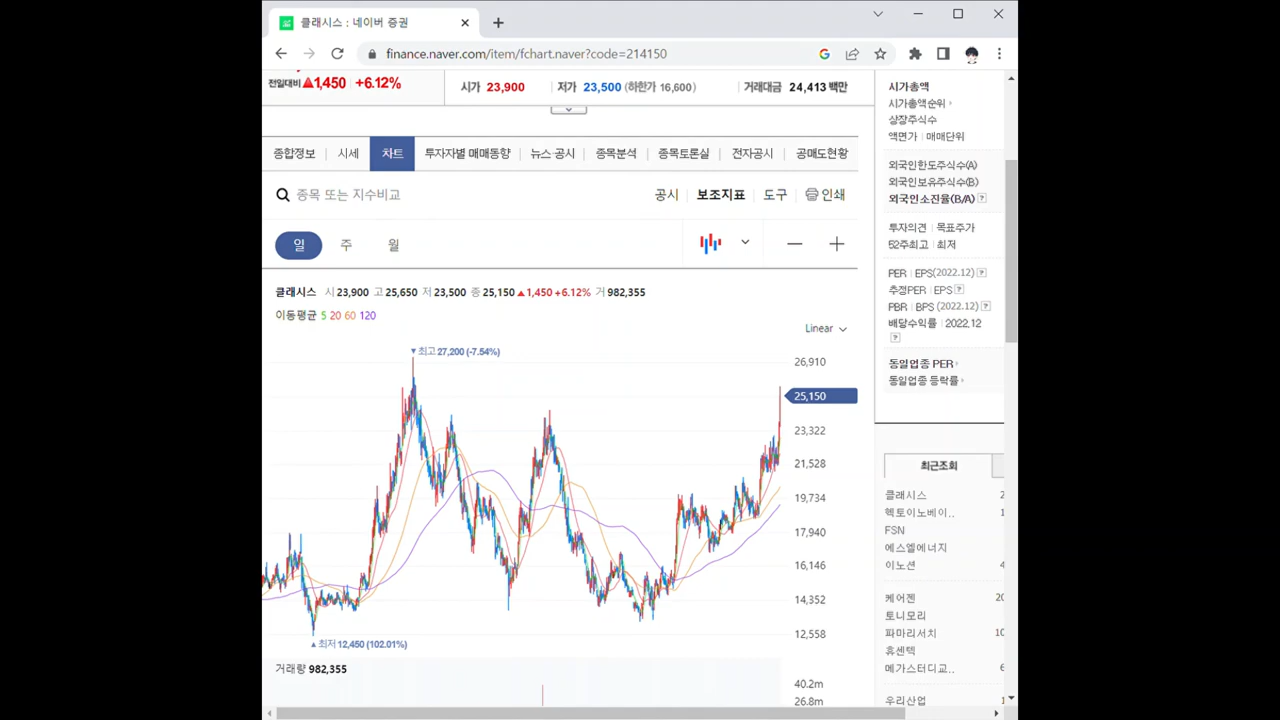 클래시스 : 네이버 증권
finance.naver.com/item/fchart.naver?code=214150
전일대비 ▲1,450 +6.12%
시가 23,900 저가 23,500 (하한가 16,600) 거래대금 24,413 백만
종합정보 시세 차트 투자자별 매매동향 뉴스·공시 종목분석 종목토론실 전자공시 공매도현황
종목 또는 지수비교 공시 보조지표 도구 인쇄
일 주 월
클래시스 시 23,900 고 25,650 저 23,500 종 25,150 ▲1,450 +6.12% 거 982,355
이동평균 5 20 60 120
Linear
▼최고 27,200 (-7.54%)
26,910
25,150
23,322
21,528
19,734
17,940
16,146
14,352
12,558
▲최저 12,450 (102.01%)
거래량 982,355
40.2m
26.8m
시가총액
시가총액순위
상장주식수
액면가 매매단위
외국인한도주식수(A)
외국인보유주식수(B)
외국인소진율(B/A) ?
투자의견 목표주가
52주최고 최저
PER EPS(2022.12) ?
추정PER EPS ?
PBR BPS (2022.12) ?
배당수익률 2022.12
?
동일업종 PER
동일업종 등락률
최근조회
클래시스 2
헥토이노베이.. 1
FSN
에스엘에너지
이노션 4
케어젠 20
토니모리
파마리서치 10
휴센텍
메가스터디교.. 6
우리산업 1